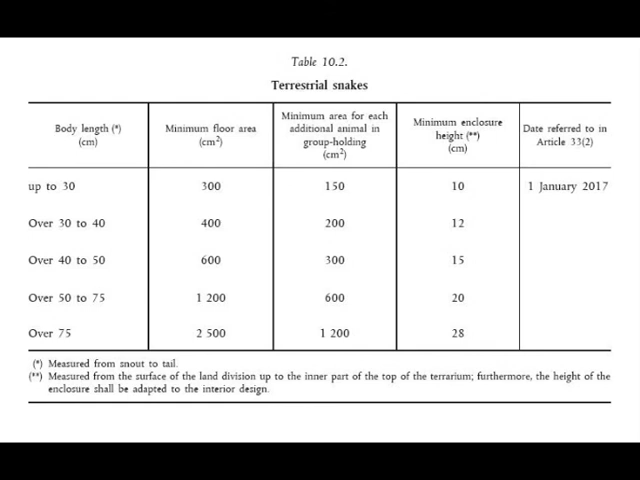 Table 10.2.
Terrestrial snakes
Body length (*)
(cm)
Minimum floor area
(cm²)
Minimum area for each
additional animal in
group-holding
(cm²)
Minimum enclosure
height (**)
(cm)
Date referred to in
Article 33(2)
up to 30 300 150 10 1 January 2017
Over 30 to 40 400 200 12
Over 40 to 50 600 300 15
Over 50 to 75 1 200 600 20
Over 75 2 500 1 200 28
(*) Measured from snout to tail.
(**) Measured from the surface of the land division up to the inner part of the top of the terrarium; furthermore, the height of the
enclosure shall be adapted to the interior design.